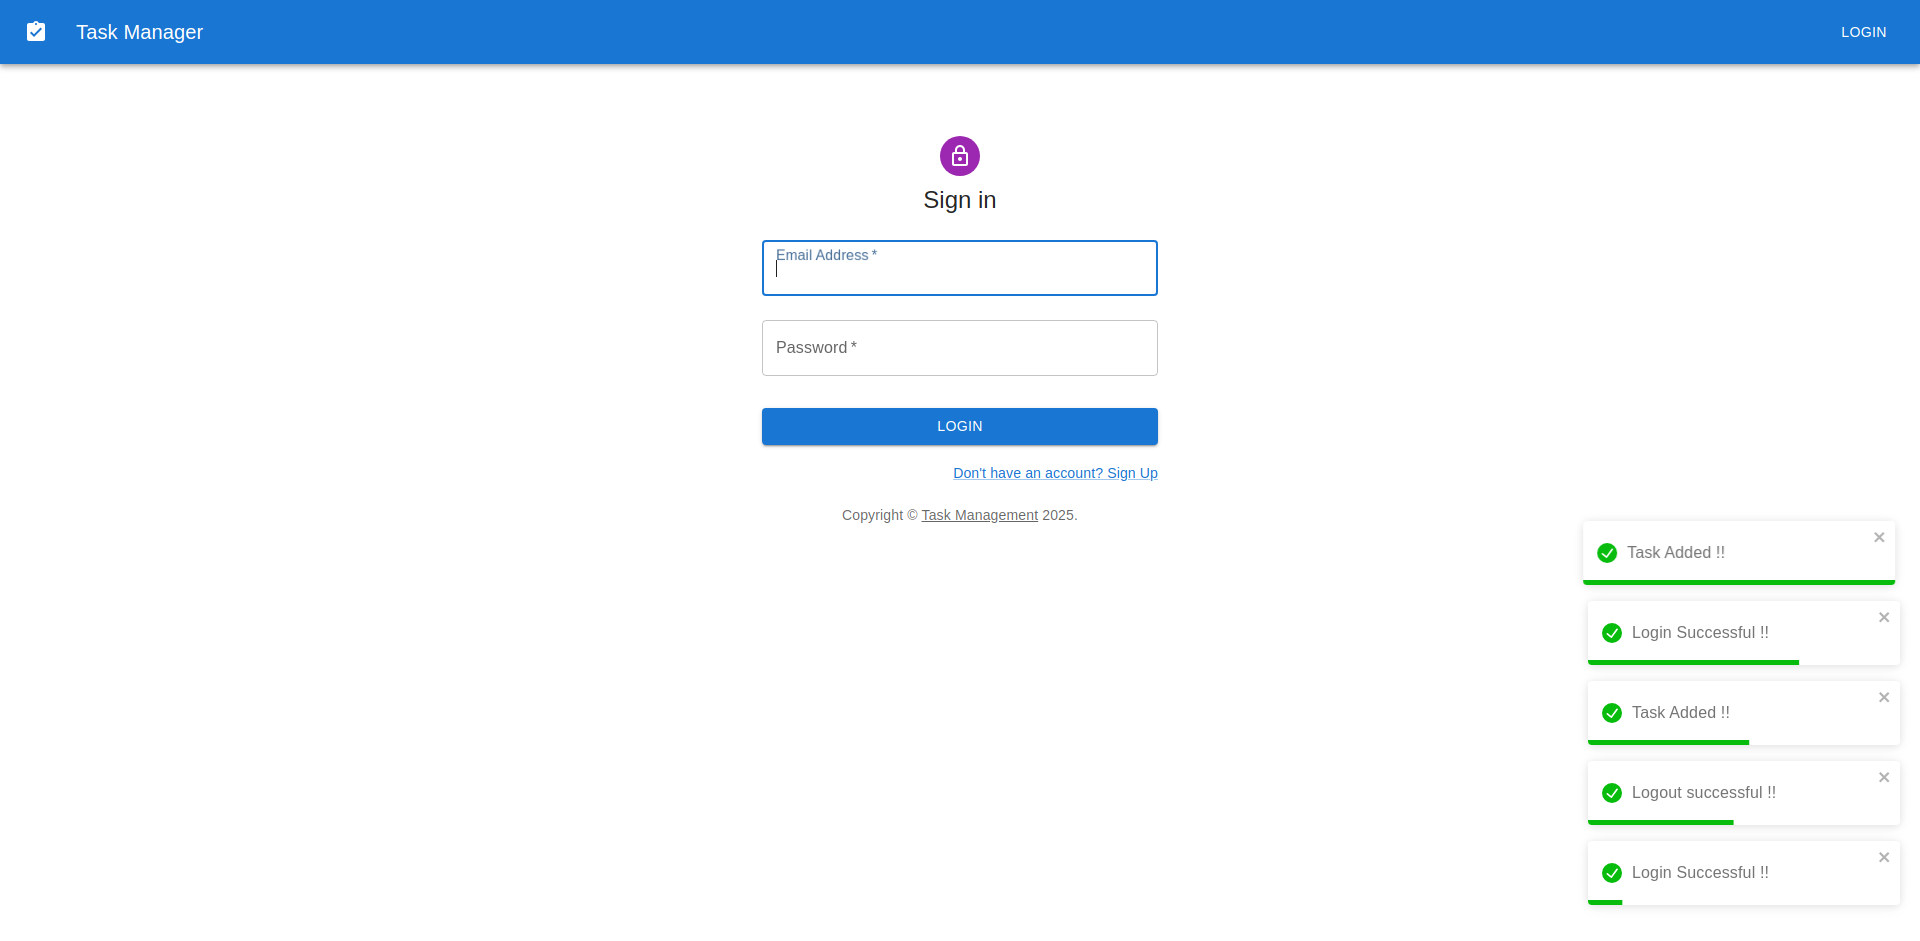 Task Manager
LOGIN
Sign in
Email Address *
Password *
LOGIN
Don't have an account? Sign Up
Copyright © Task Management 2025.
Task Added !!
Login Successful !!
Task Added !!
Logout successful !!
Login Successful !!